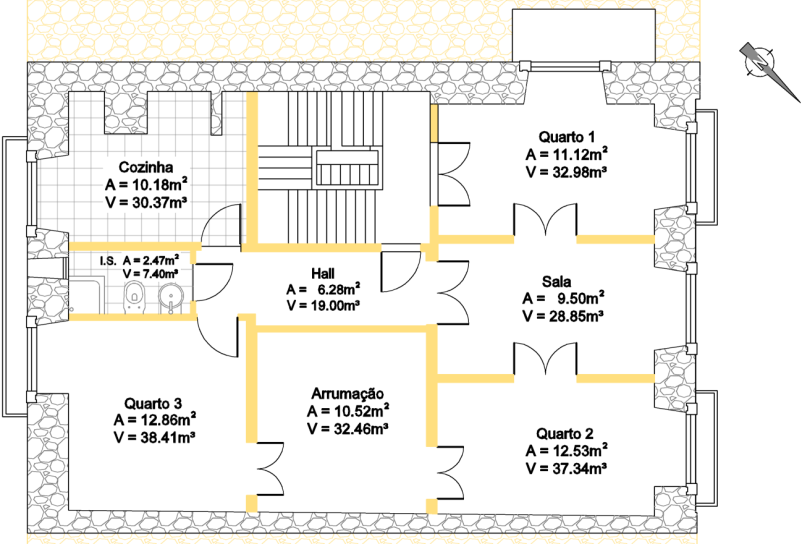 Cozinha
A = 10.18m²
V = 30.37m³
Quarto 1
A = 11.12m²
V = 32.98m³
I.S. A = 2.47m²
V = 7.40m³
Hall
A = 6.28m²
V = 19.00m³
Sala
A = 9.50m²
V = 28.85m³
Quarto 3
A = 12.86m²
V = 38.41m³
Arrumação
A = 10.52m²
V = 32.46m³
Quarto 2
A = 12.53m²
V = 37.34m³
N